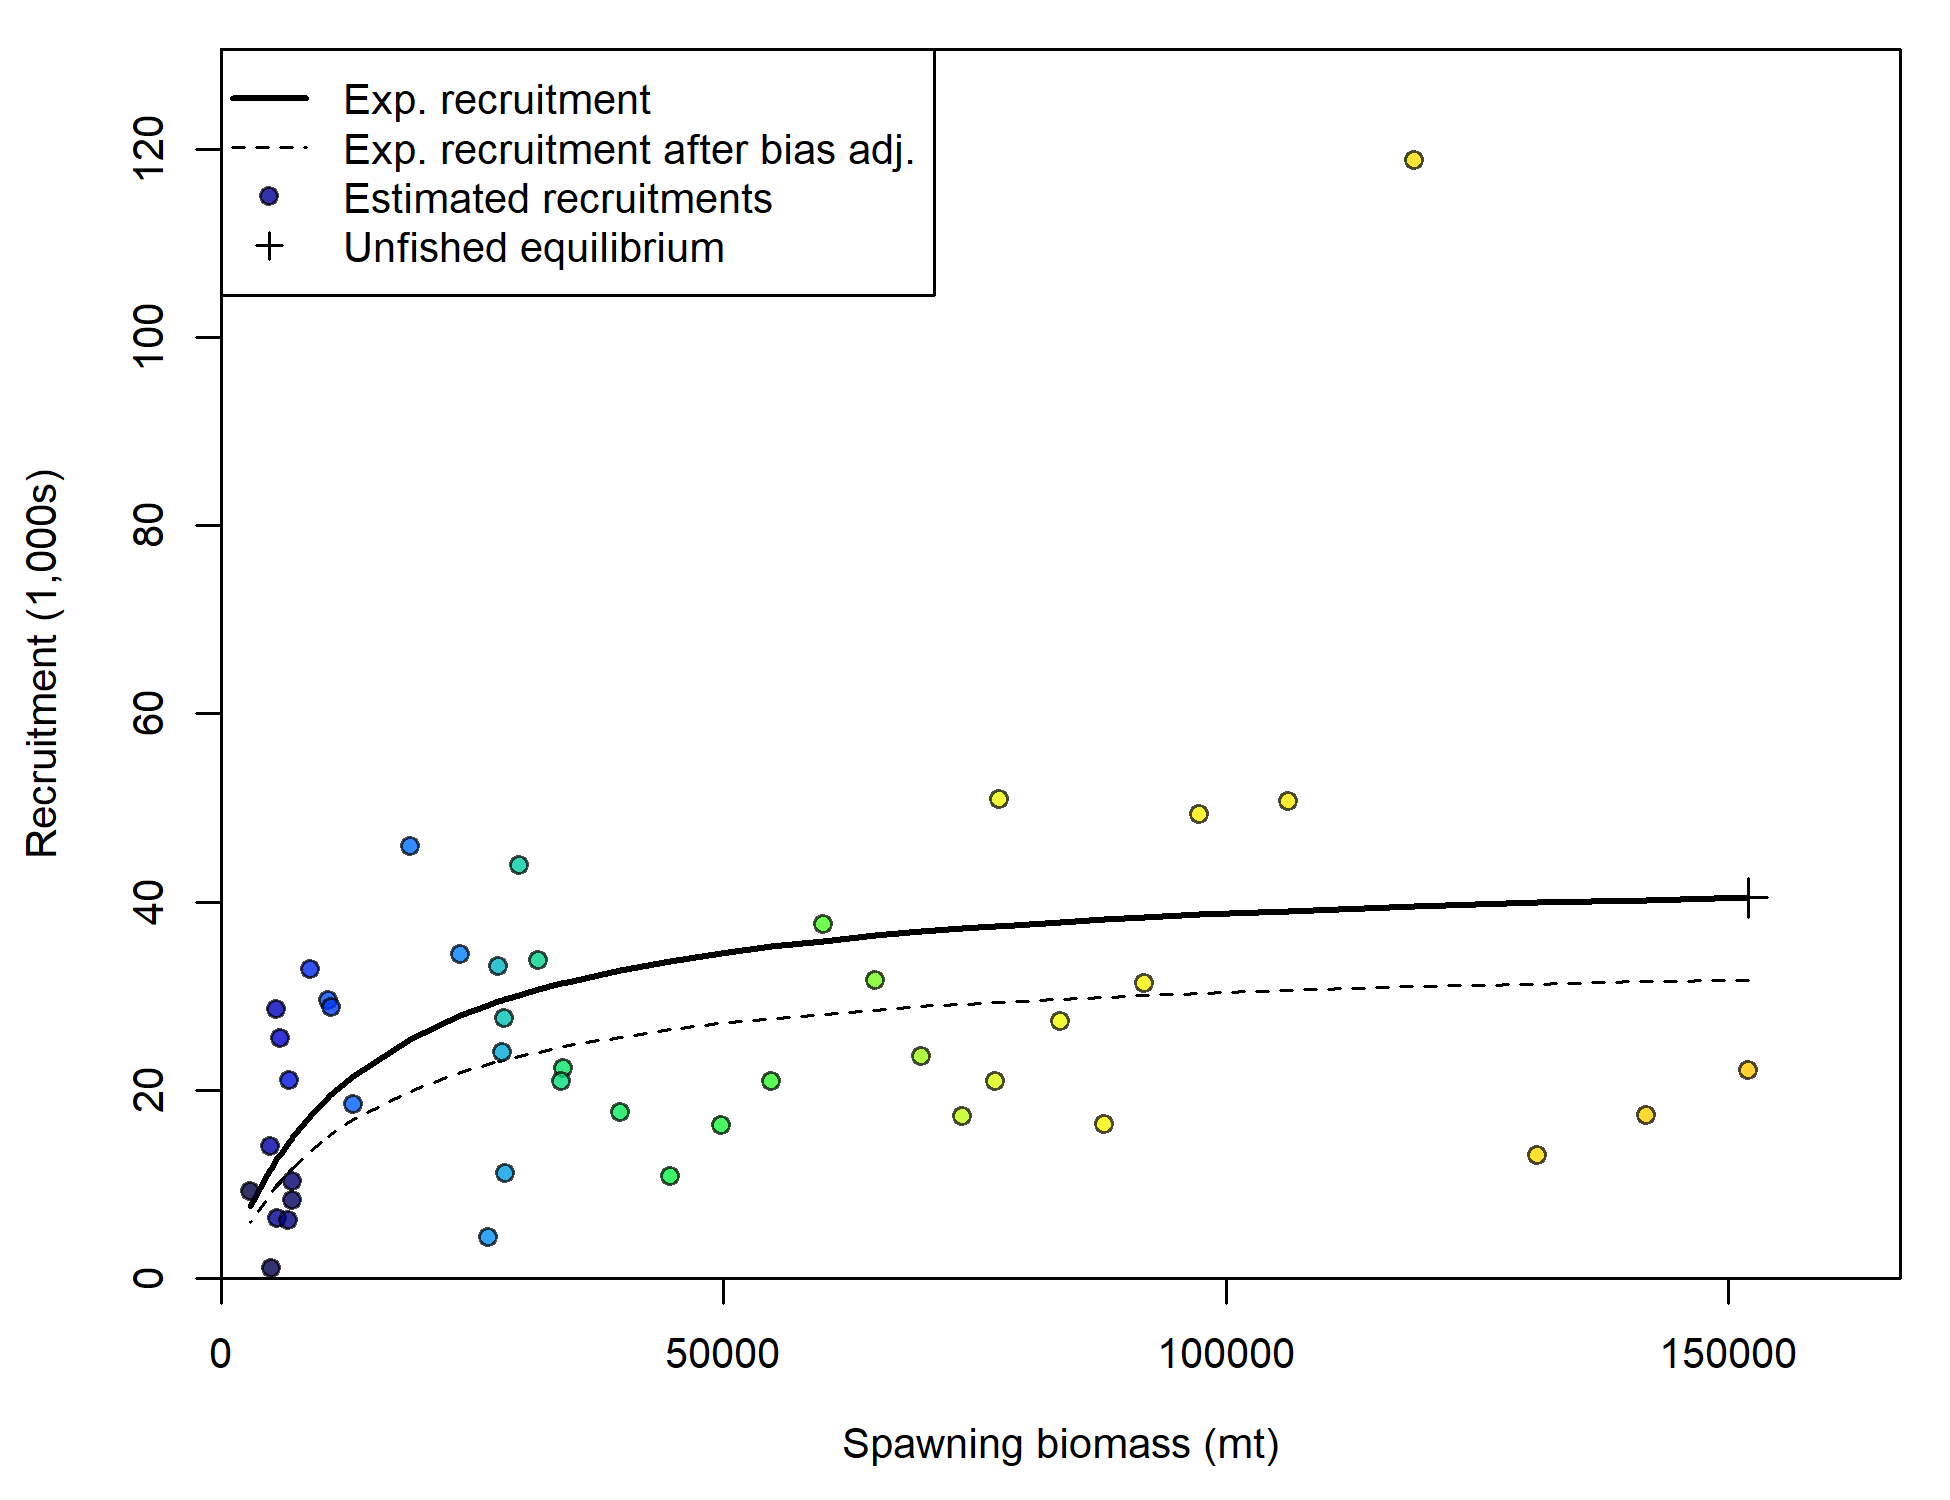 Exp. recruitment
Exp. recruitment after bias adj.
Estimated recruitments
Unfished equilibrium
120
100
80
60
40
20
0
Recruitment (1,000s)
0 50000 100000 150000
Spawning biomass (mt)